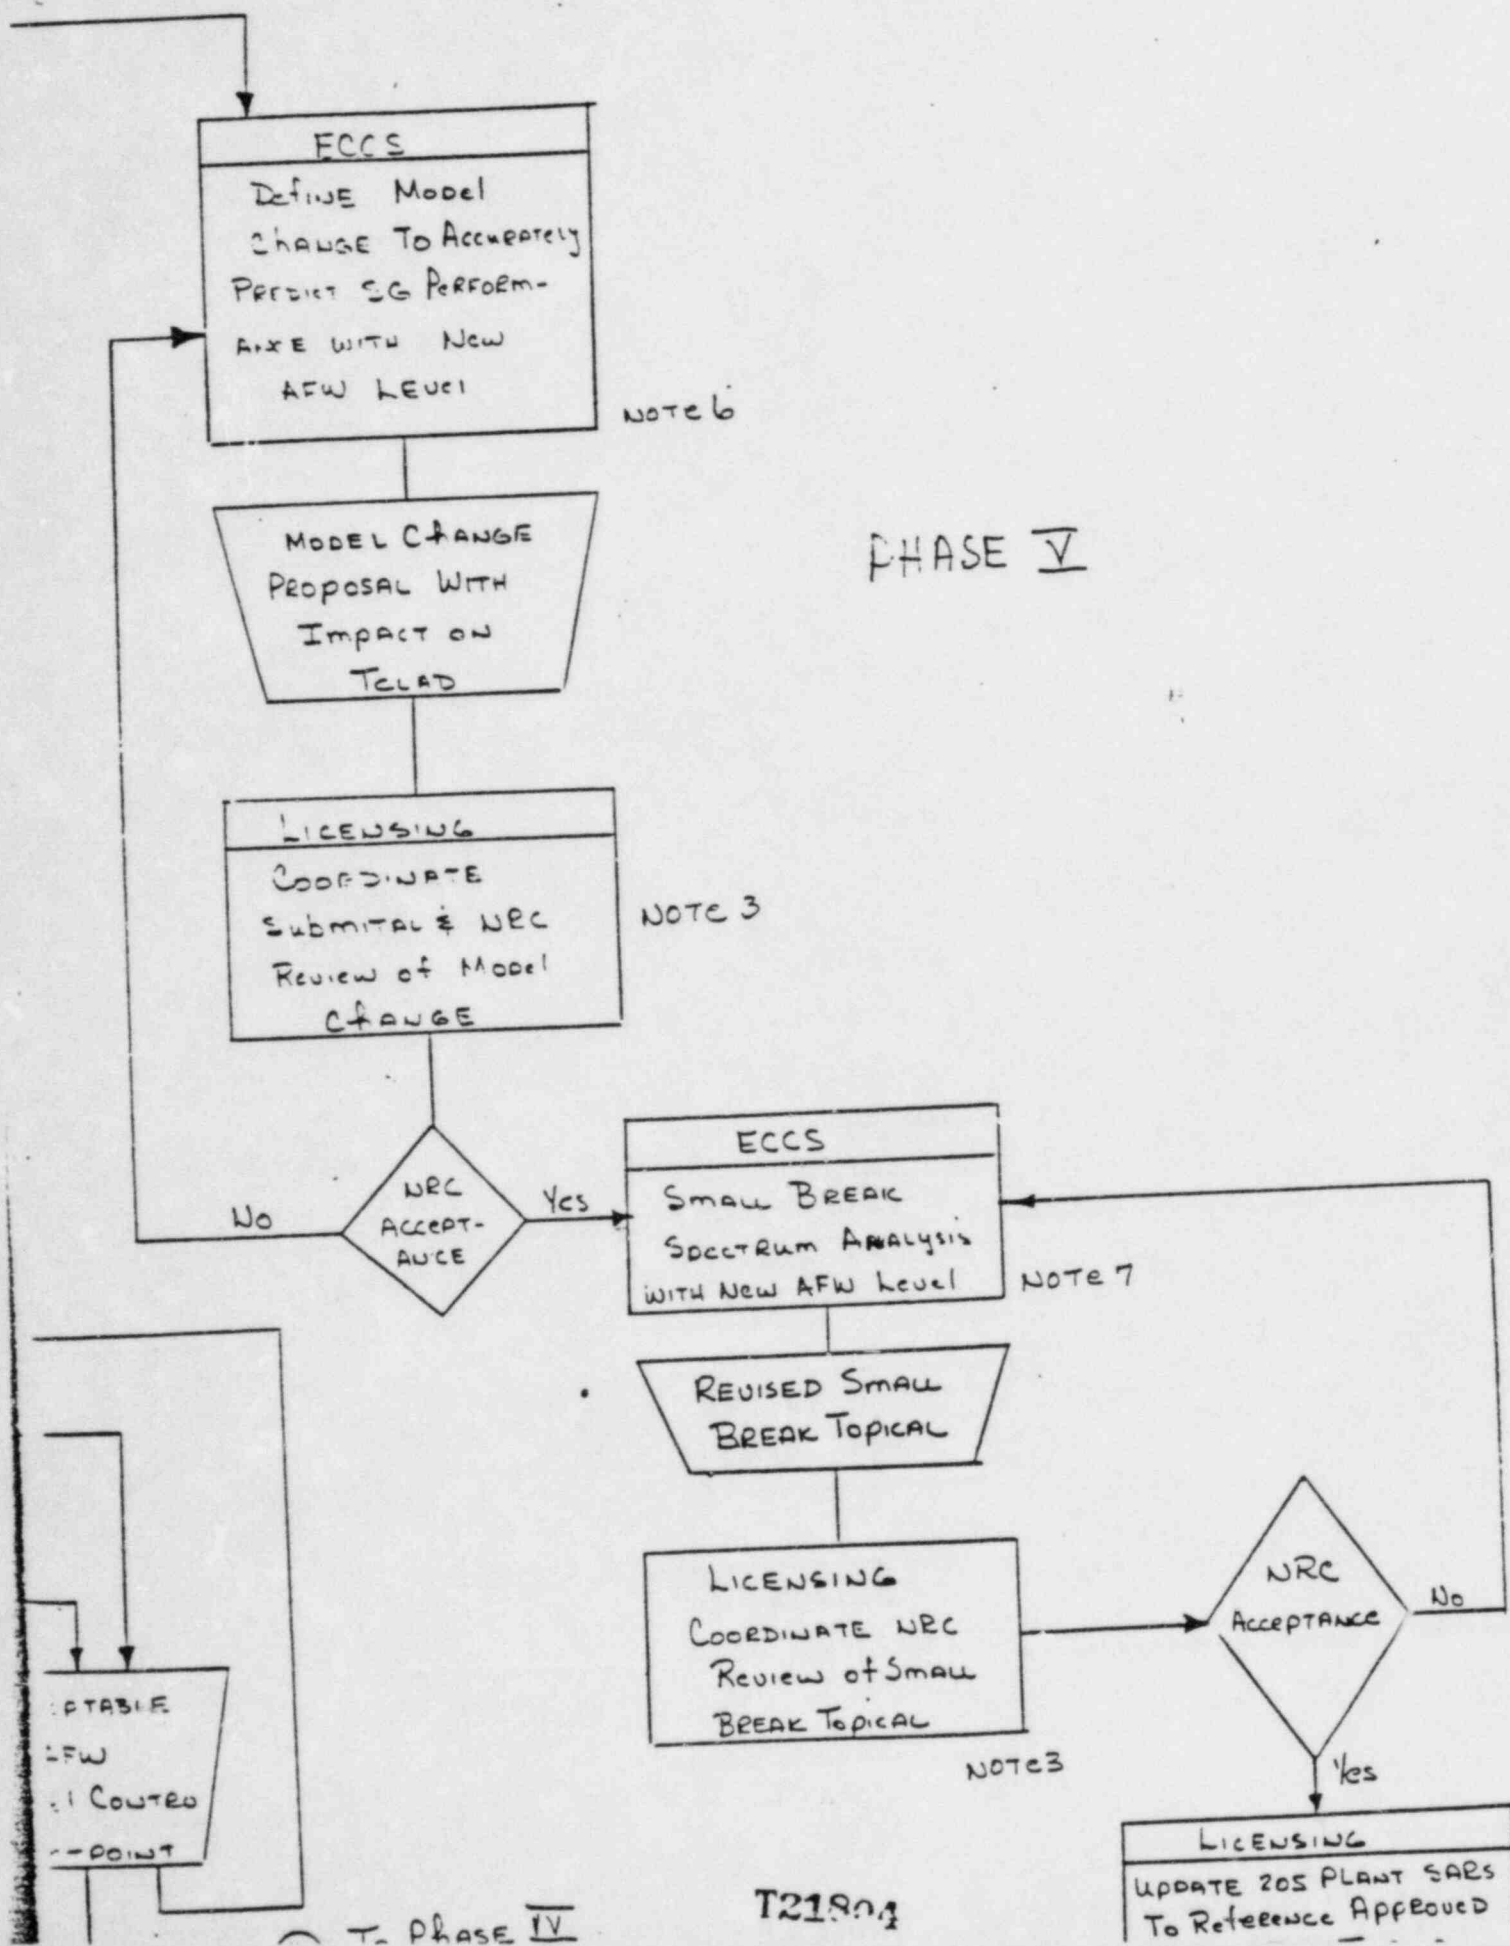 ECCS
Define Model
Change To Accurately
Predict SG Perform-
ance with New
AFW Level
Note 6
Model Change
Proposal With
Impact on
Tclad
PHASE V
Licensing
Coordinate
Submital & NRC
Review of Model
Change
Note 3
NRC
Accept-
ance
No
Yes
ECCS
Small Break
Spectrum Analysis
with New AFW Level
Note 7
Revised Small
Break Topical
Licensing
Coordinate NRC
Review of Small
Break Topical
Note 3
NRC
Acceptance
No
Yes
Licensing
Update 205 Plant SARs
To Reference Approved
PTABLE
AFW
Contro
POINT
To Phase IV
T21804